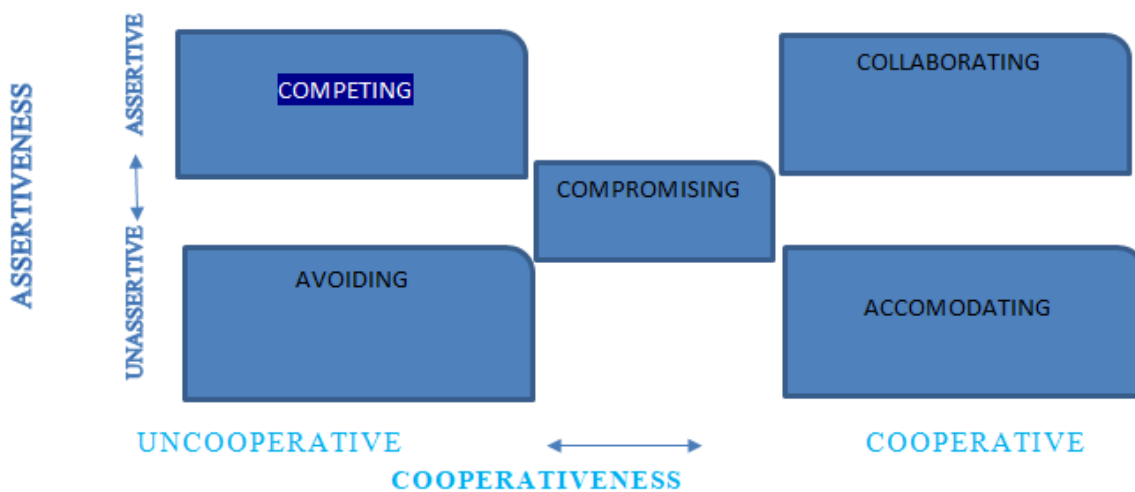 ASSERTIVENESS
ASSERTIVE
UNASSERTIVE
COMPETING
COLLABORATING
COMPROMISING
AVOIDING
ACCOMODATING
UNCOOPERATIVE
COOPERATIVE
COOPERATIVENESS